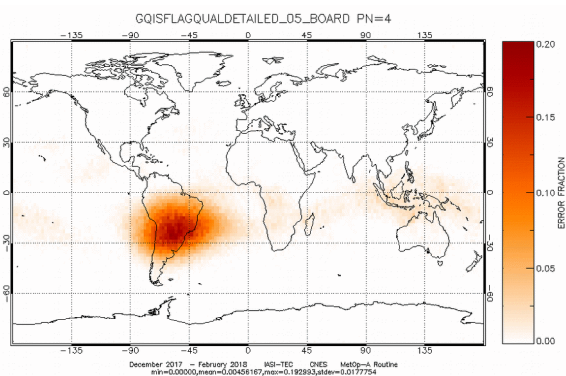 GQISFLAGQUALDETAILED_05_BOARD PN=4
-135 -90 -45 0 45 90 135
0.20
60 60
0.15
30 30
0 0
0.10
ERROR FRACTION
-30 -30
0.05
-60 -60
0.00
-135 -90 -45 0 45 90 135
December 2017 - February 2018 IASI-TEC CNES MetOp-A Routine
min=0.00000,mean=0.00456167,max=0.192993,stdev=0.0177754